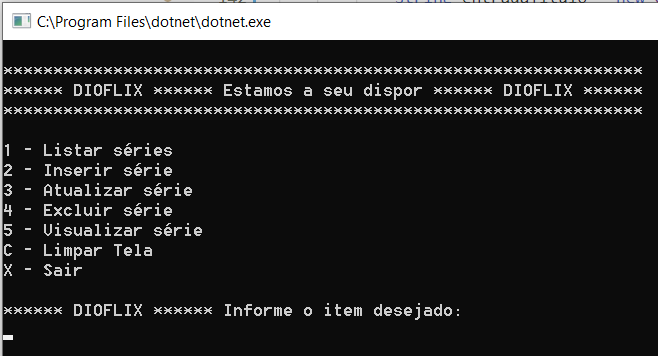 C:\Program Files\dotnet\dotnet.exe
****************************************************************
****** DIOFLIX ****** Estamos a seu dispor ****** DIOFLIX ******
****************************************************************
1 - Listar séries
2 - Inserir série
3 - Atualizar série
4 - Excluir série
5 - Visualizar série
C - Limpar Tela
X - Sair
****** DIOFLIX ****** Informe o item desejado: